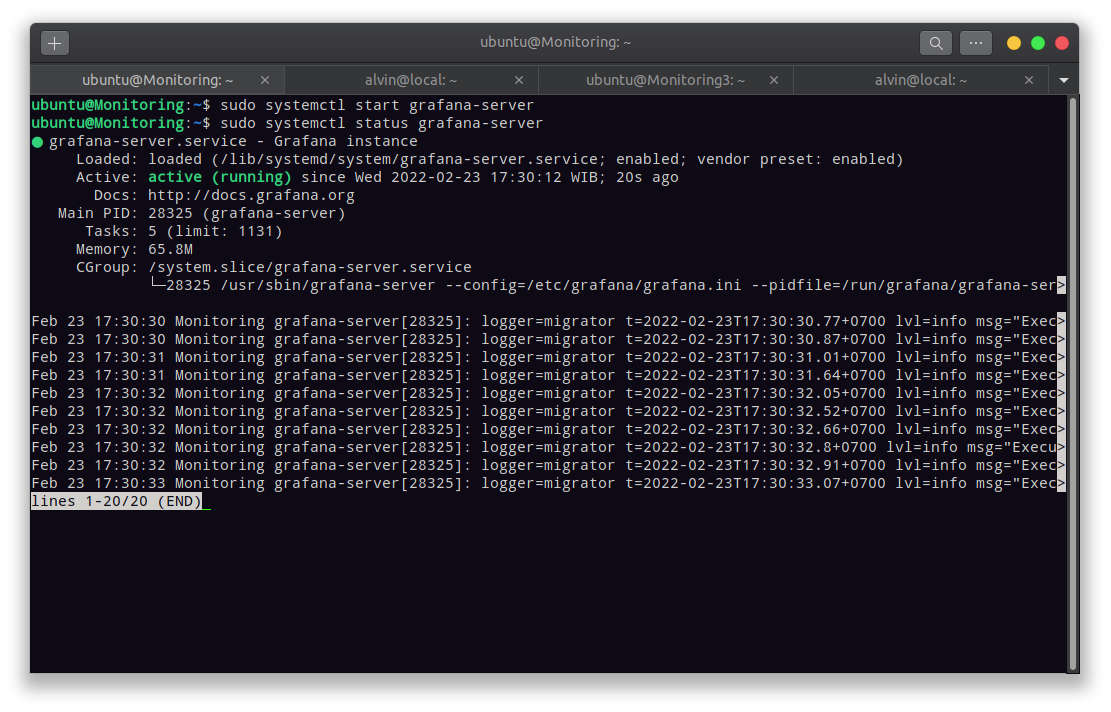 ubuntu@Monitoring: ~
ubuntu@Monitoring: ~ × alvin@local: ~ × ubuntu@Monitoring3: ~ × alvin@local: ~ ×
ubuntu@Monitoring:~$ sudo systemctl start grafana-server
ubuntu@Monitoring:~$ sudo systemctl status grafana-server
● grafana-server.service - Grafana instance
Loaded: loaded (/lib/systemd/system/grafana-server.service; enabled; vendor preset: enabled)
Active: active (running) since Wed 2022-02-23 17:30:12 WIB; 20s ago
Docs: http://docs.grafana.org
Main PID: 28325 (grafana-server)
Tasks: 5 (limit: 1131)
Memory: 65.8M
CGroup: /system.slice/grafana-server.service
└─28325 /usr/sbin/grafana-server --config=/etc/grafana/grafana.ini --pidfile=/run/grafana/grafana-ser>
Feb 23 17:30:30 Monitoring grafana-server[28325]: logger=migrator t=2022-02-23T17:30:30.77+0700 lvl=info msg="Exec>
Feb 23 17:30:30 Monitoring grafana-server[28325]: logger=migrator t=2022-02-23T17:30:30.87+0700 lvl=info msg="Exec>
Feb 23 17:30:31 Monitoring grafana-server[28325]: logger=migrator t=2022-02-23T17:30:31.01+0700 lvl=info msg="Exec>
Feb 23 17:30:31 Monitoring grafana-server[28325]: logger=migrator t=2022-02-23T17:30:31.64+0700 lvl=info msg="Exec>
Feb 23 17:30:32 Monitoring grafana-server[28325]: logger=migrator t=2022-02-23T17:30:32.05+0700 lvl=info msg="Exec>
Feb 23 17:30:32 Monitoring grafana-server[28325]: logger=migrator t=2022-02-23T17:30:32.52+0700 lvl=info msg="Exec>
Feb 23 17:30:32 Monitoring grafana-server[28325]: logger=migrator t=2022-02-23T17:30:32.66+0700 lvl=info msg="Exec>
Feb 23 17:30:32 Monitoring grafana-server[28325]: logger=migrator t=2022-02-23T17:30:32.8+0700 lvl=info msg="Execu>
Feb 23 17:30:32 Monitoring grafana-server[28325]: logger=migrator t=2022-02-23T17:30:32.91+0700 lvl=info msg="Exec>
Feb 23 17:30:33 Monitoring grafana-server[28325]: logger=migrator t=2022-02-23T17:30:33.07+0700 lvl=info msg="Exec>
lines 1-20/20 (END)